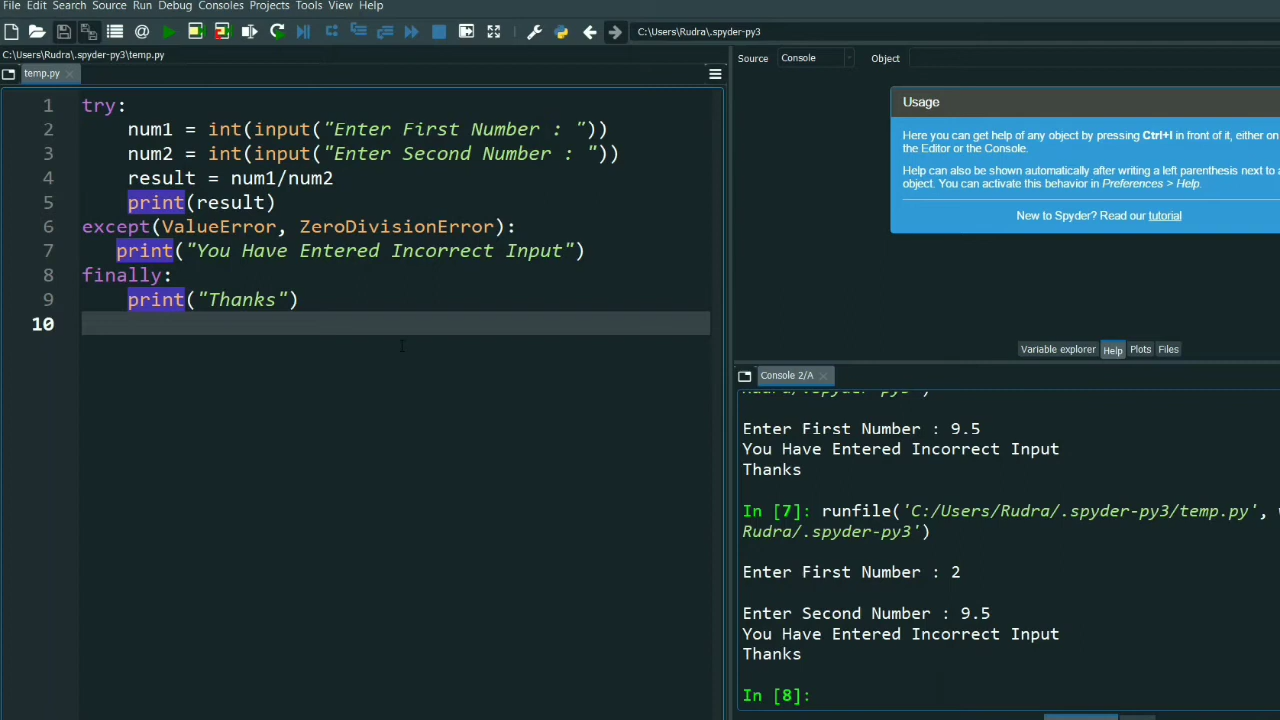 File Edit Search Source Run Debug Consoles Projects Tools View Help
C:\Users\Rudra\.spyder-py3
C:\Users\Rudra\.spyder-py3\temp.py
temp.py
1 try:
2 num1 = int(input("Enter First Number : "))
3 num2 = int(input("Enter Second Number : "))
4 result = num1/num2
5 print(result)
6 except(ValueError, ZeroDivisionError):
7 print("You Have Entered Incorrect Input")
8 finally:
9 print("Thanks")
10
Source Console Object
Usage
Here you can get help of any object by pressing Ctrl+I in front of it, either on
the Editor or the Console.
Help can also be shown automatically after writing a left parenthesis next to a
object. You can activate this behavior in Preferences > Help.
New to Spyder? Read our tutorial
Variable explorer Help Plots Files
Console 2/A
Rudra/.spyder-py3')
Enter First Number : 9.5
You Have Entered Incorrect Input
Thanks
In [7]: runfile('C:/Users/Rudra/.spyder-py3/temp.py',
Rudra/.spyder-py3')
Enter First Number : 2
Enter Second Number : 9.5
You Have Entered Incorrect Input
Thanks
In [8]: